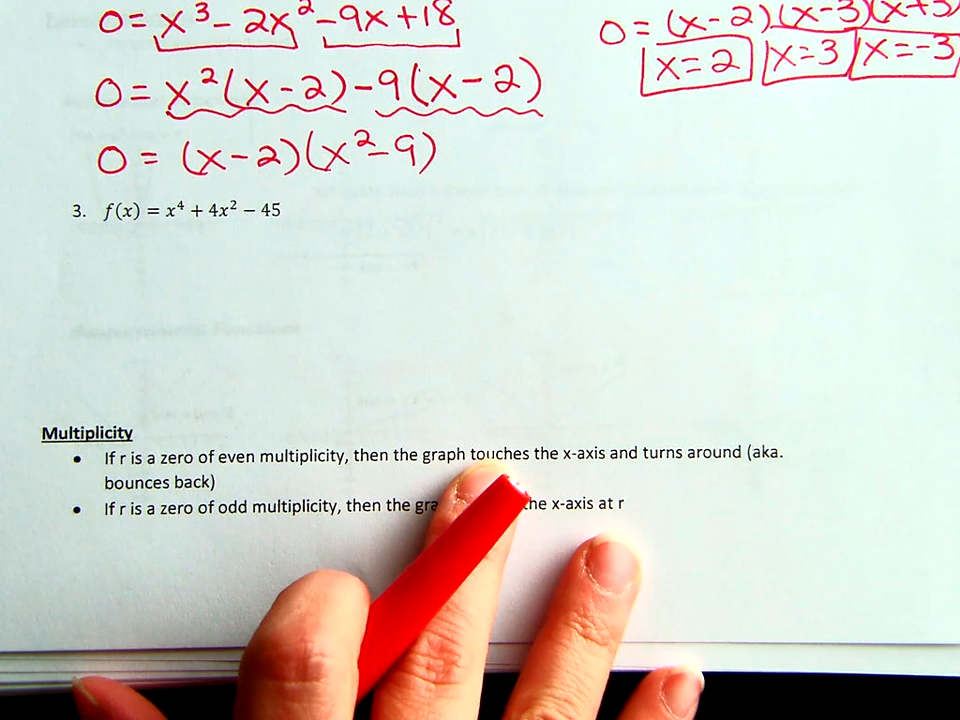 0 = x³ - 2x² - 9x + 18
0 = (x-2)(x-3)(x+3)
x = 2 x = 3 x = -3
0 = x²(x-2) - 9(x-2)
0 = (x-2)(x²-9)
3. f(x) = x⁴ + 4x² − 45
Multiplicity
• If r is a zero of even multiplicity, then the graph touches the x-axis and turns around (aka.
bounces back)
• If r is a zero of odd multiplicity, then the the x-axis at r